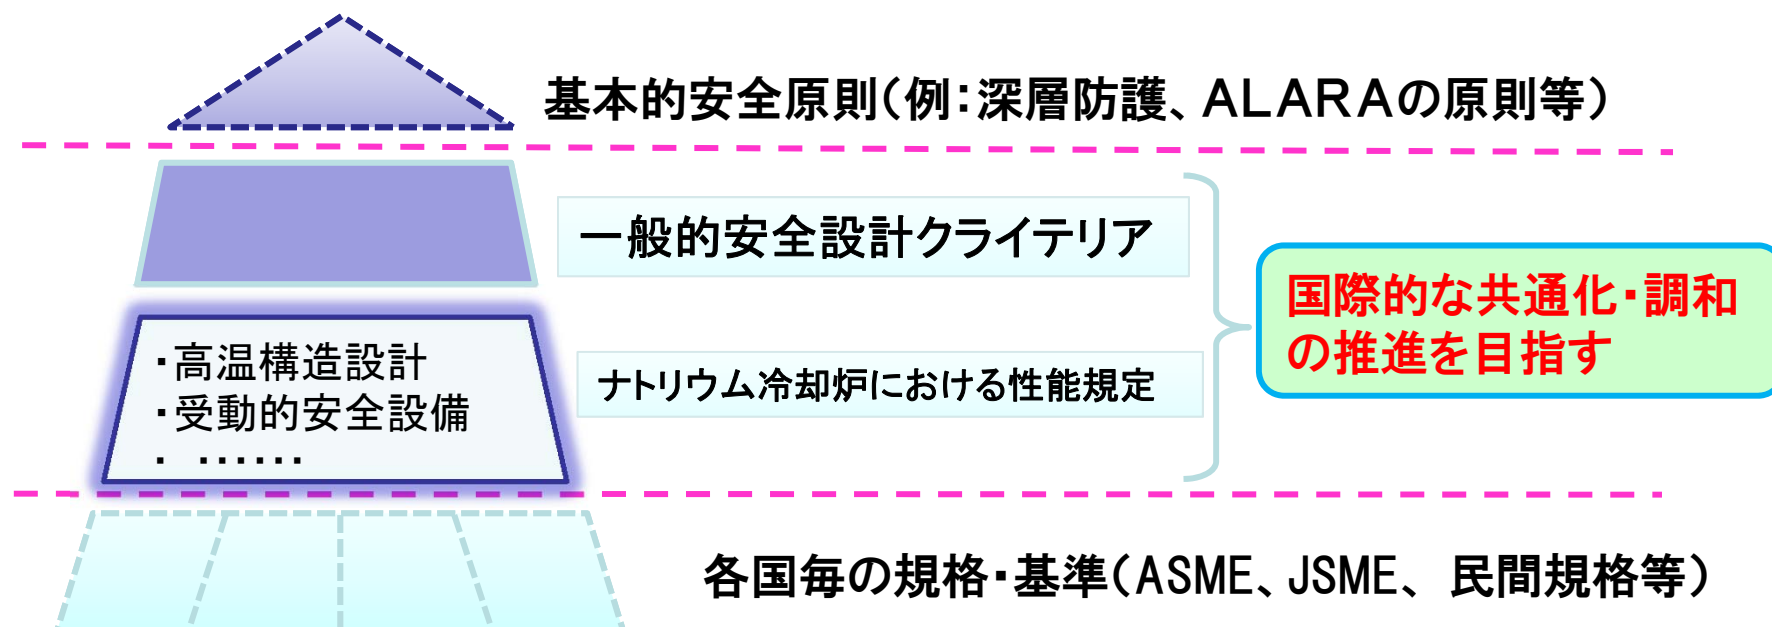 基本的安全原則(例:深層防護、ALARAの原則等)
一般的安全設計クライテリア
国際的な共通化・調和
の推進を目指す
・高温構造設計
・受動的安全設備
・ ・・・・・・
ナトリウム冷却炉における性能規定
各国毎の規格・基準(ASME、JSME、民間規格等)